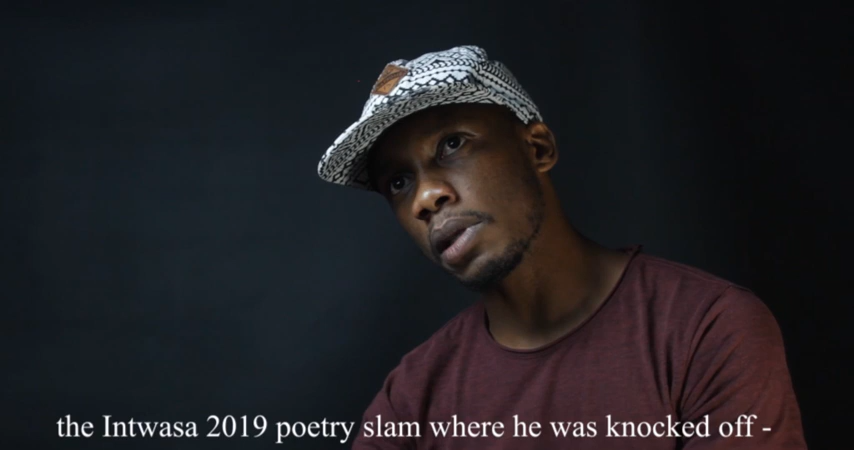 the Intwasa 2019 poetry slam where he was knocked off -